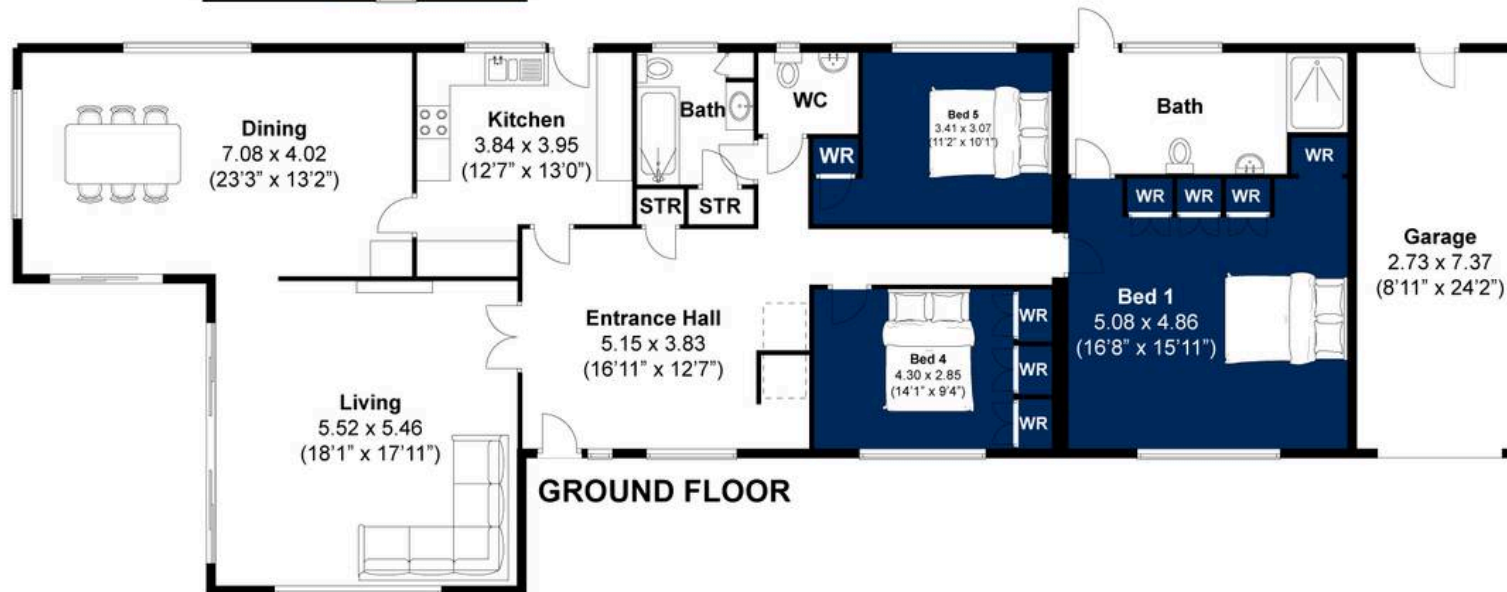 Dining
7.08 x 4.02
(23'3" x 13'2")
Kitchen
3.84 x 3.95
(12'7" x 13'0")
Bath
WC
STR
STR
WR
Bed 5
3.41 x 3.07
(11'2" x 10'1")
Bath
WR
WR
WR
WR
Bed 1
5.08 x 4.86
(16'8" x 15'11")
Garage
2.73 x 7.37
(8'11" x 24'2")
Entrance Hall
5.15 x 3.83
(16'11" x 12'7")
Bed 4
4.30 x 2.85
(14'1" x 9'4")
WR
WR
WR
Living
5.52 x 5.46
(18'1" x 17'11")
GROUND FLOOR